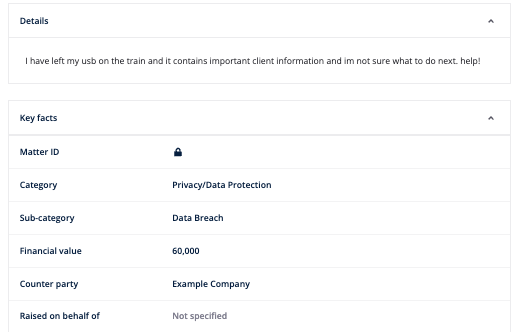 Details
I have left my usb on the train and it contains important client information and im not sure what to do next. help!
Key facts
Matter ID
Category Privacy/Data Protection
Sub-category Data Breach
Financial value 60,000
Counter party Example Company
Raised on behalf of Not specified